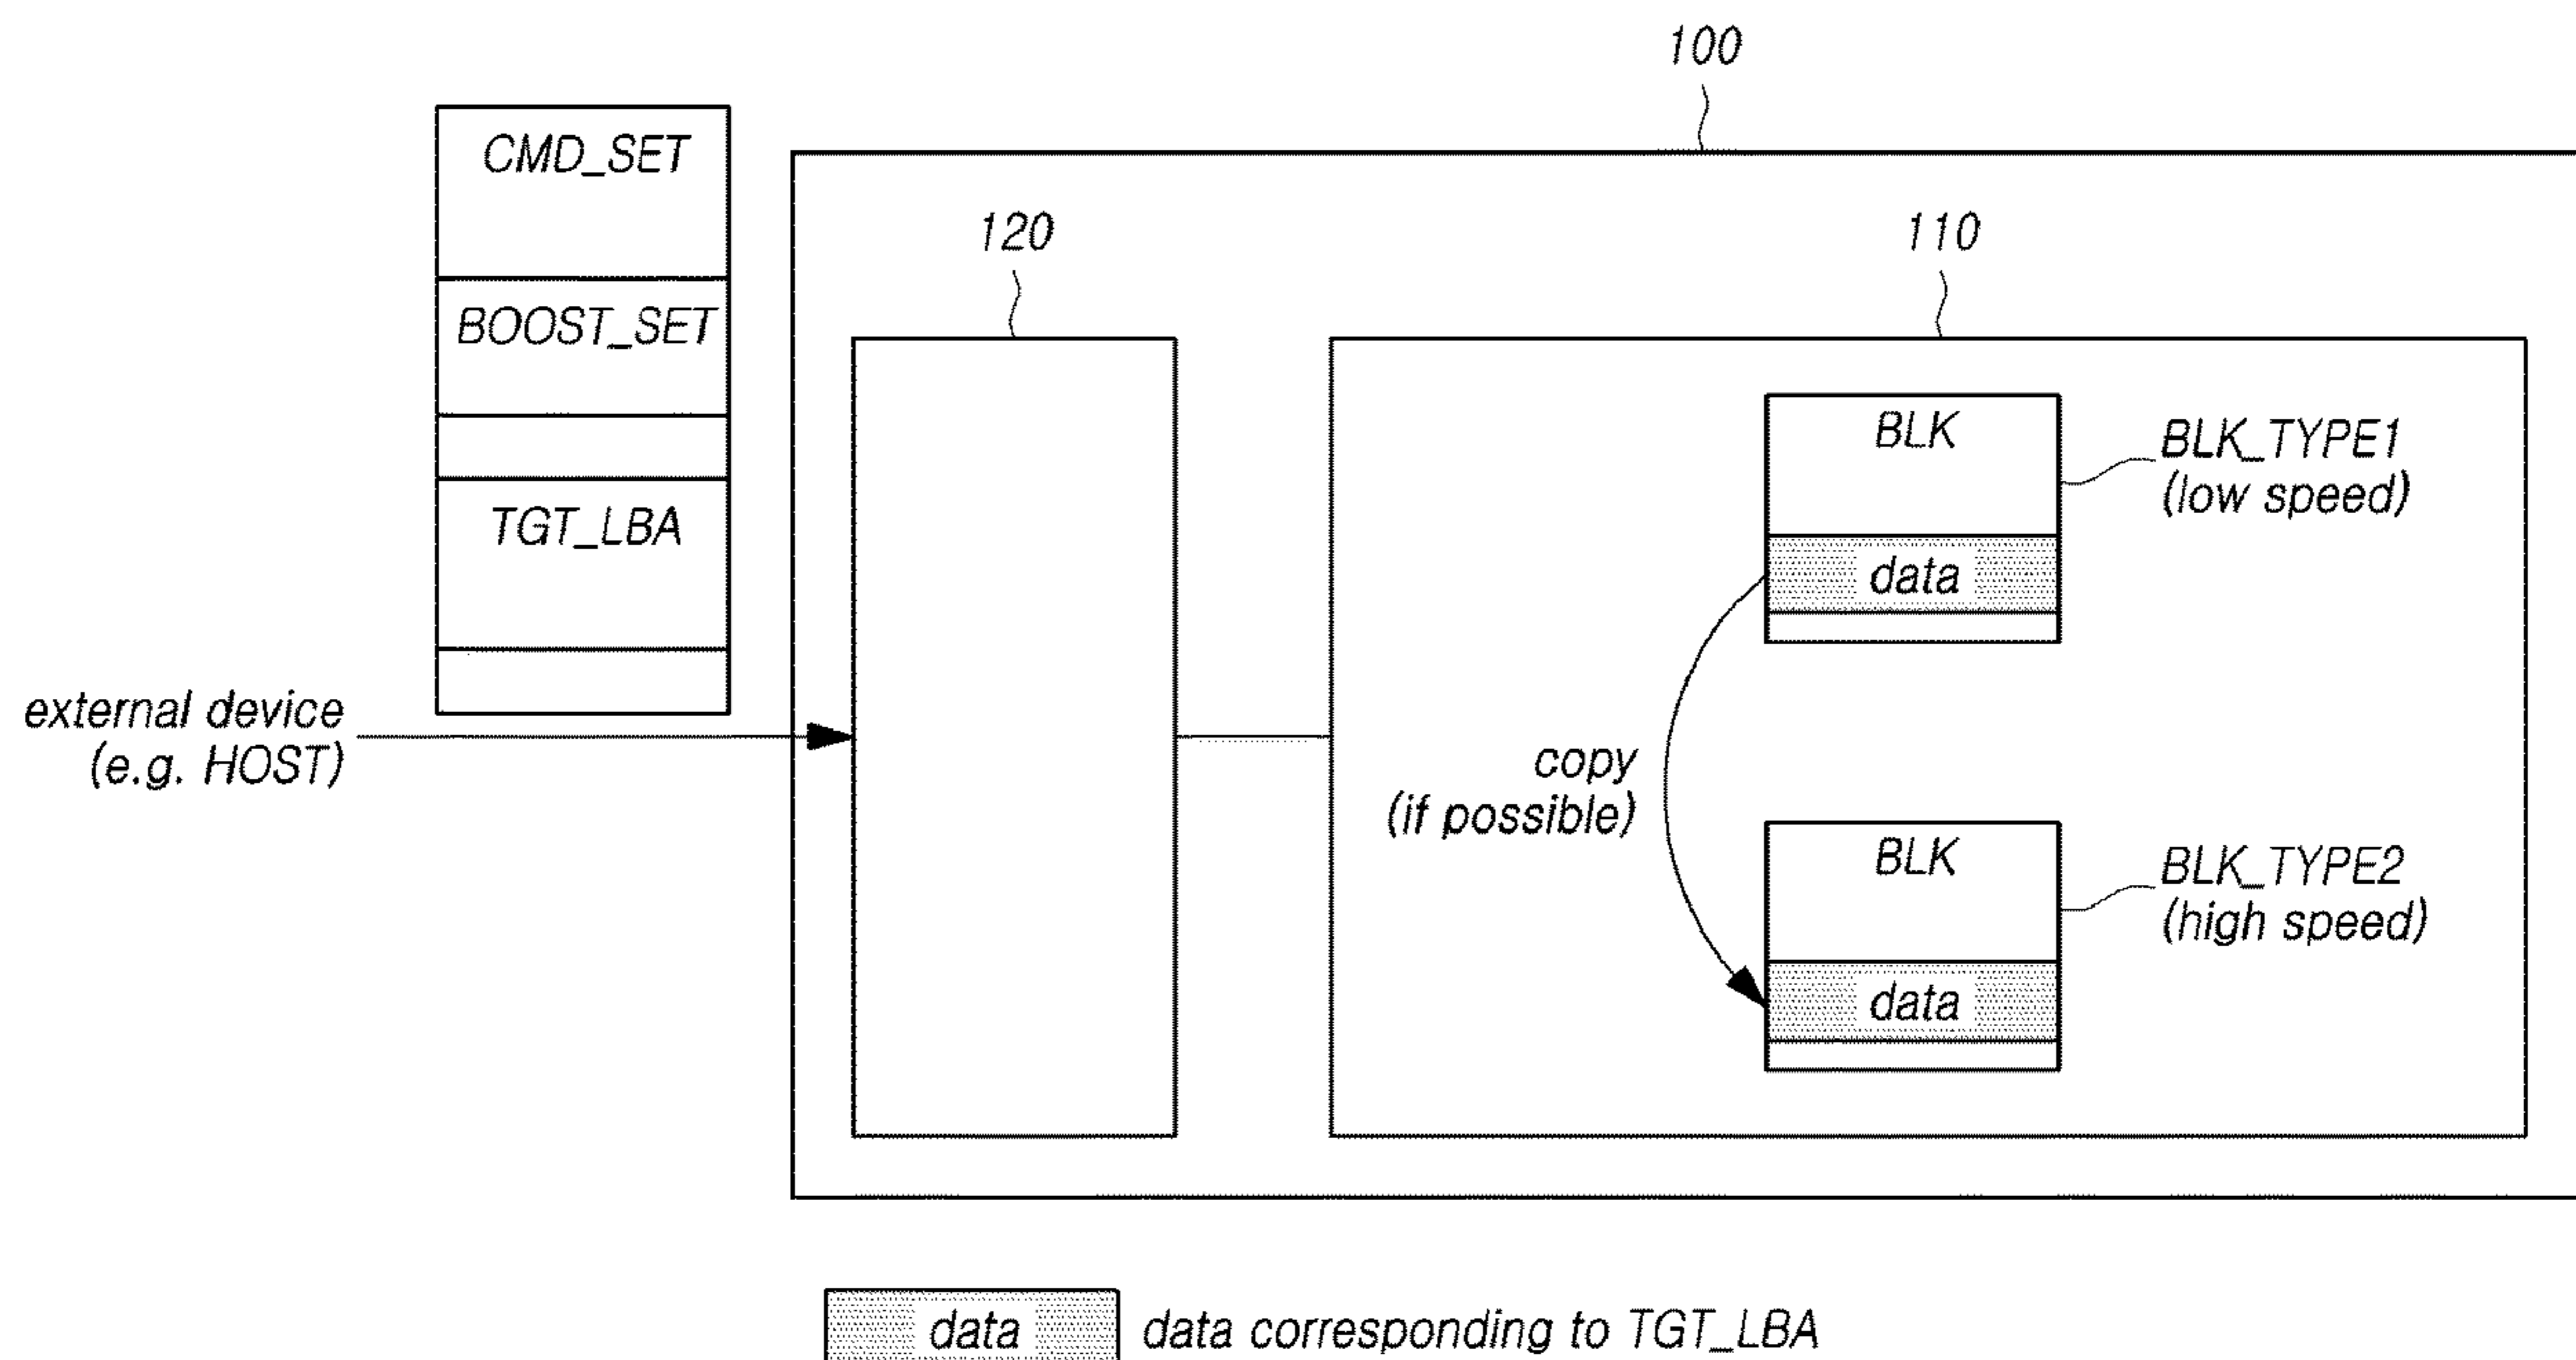 100
CMD_SET
BOOST_SET
TGT_LBA
120
110
BLK
BLK_TYPE1
(low speed)
data
external device
(e.g. HOST)
copy
(if possible)
BLK
BLK_TYPE2
(high speed)
data
data data corresponding to TGT_LBA